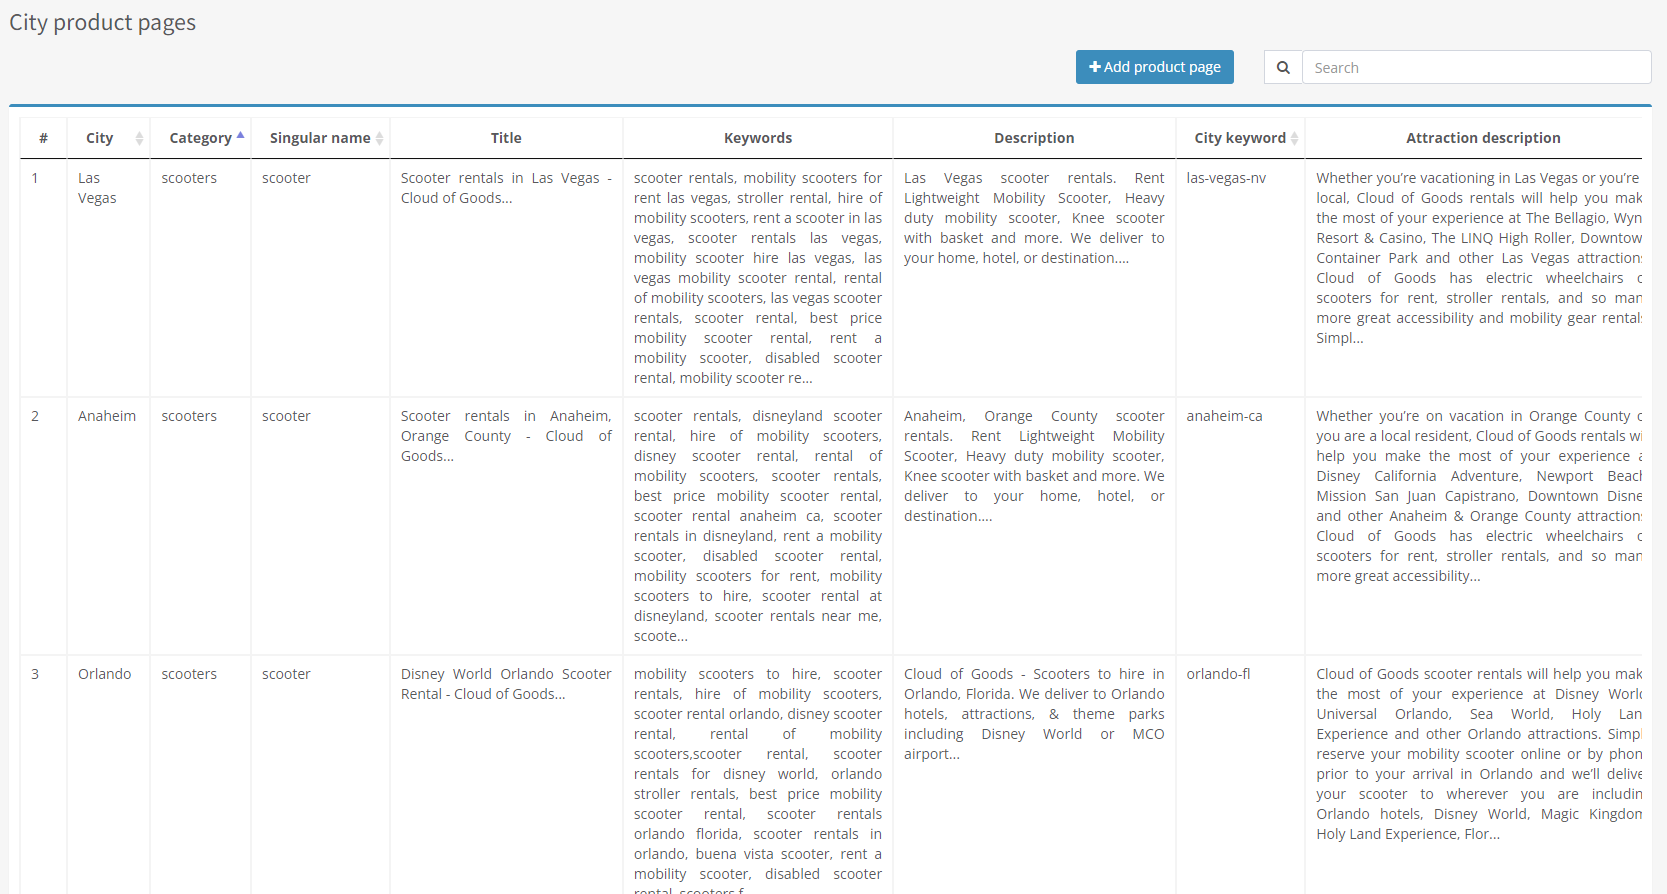 City product pages
Add product page
Search
# City Category Singular name Title Keywords Description City keyword Attraction description
1
Las
Vegas
scooters
scooter
Scooter rentals in Las Vegas -
Cloud of Goods...
scooter rentals, mobility scooters for
rent las vegas, stroller rental, hire of
mobility scooters, rent a scooter in las
vegas, scooter rentals las vegas,
mobility scooter hire las vegas, las
vegas mobility scooter rental, rental
of mobility scooters, las vegas scooter
rentals, scooter rental, best price
mobility scooter rental, rent a
mobility scooter, disabled scooter
rental, mobility scooter re...
Las Vegas scooter rentals. Rent
Lightweight Mobility Scooter, Heavy
duty mobility scooter, Knee scooter
with basket and more. We deliver to
your home, hotel, or destination....
las-vegas-nv
Whether you’re vacationing in Las Vegas or you’re
local, Cloud of Goods rentals will help you mak
the most of your experience at The Bellagio, Wyn
Resort & Casino, The LINQ High Roller, Downtow
Container Park and other Las Vegas attractions
Cloud of Goods has electric wheelchairs
scooters for rent, stroller rentals, and so man
more great accessibility and mobility gear rentals
Simpl...
2
Anaheim
scooters
scooter
Scooter rentals in Anaheim,
Orange County - Cloud of
Goods...
scooter rentals, disneyland scooter
rental, hire of mobility scooters,
disney scooter rental, rental of
mobility scooters, scooter rentals,
best price mobility scooter rental,
scooter rental anaheim ca, scooter
rentals in disneyland, rent a mobility
scooter, disabled scooter rental,
mobility scooters for rent, mobility
scooters to hire, scooter rental at
disneyland, scooter rentals near me,
scoote...
Anaheim, Orange County scooter
rentals. Rent Lightweight Mobility
Scooter, Heavy duty mobility scooter,
Knee scooter with basket and more. We
deliver to your home, hotel, or
destination....
anaheim-ca
Whether you’re on vacation in Orange County
you are a local resident, Cloud of Goods rentals wi
help you make the most of your experience
Disney California Adventure, Newport Beach
Mission San Juan Capistrano, Downtown Disne
and other Anaheim & Orange County attractions
Cloud of Goods has electric wheelchairs
scooters for rent, stroller rentals, and so man
more great accessibility...
3
Orlando
scooters
scooter
Disney World Orlando Scooter
Rental - Cloud of Goods...
mobility scooters to hire, scooter
rentals, hire of mobility scooters,
scooter rental orlando, disney scooter
rental, rental of mobility
scooters,scooter rental, scooter
rentals for disney world, orlando
stroller rentals, best price mobility
scooter rental, scooter rentals
orlando florida, scooter rentals in
orlando, buena vista scooter, rent a
mobility scooter, disabled scooter
rental, scooters f...
Cloud of Goods - Scooters to hire in
Orlando, Florida. We deliver to Orlando
hotels, attractions, & theme parks
including Disney World or MCO
airport...
orlando-fl
Cloud of Goods scooter rentals will help you mak
the most of your experience at Disney World
Universal Orlando, Sea World, Holy Lan
Experience and other Orlando attractions. Simpl
reserve your mobility scooter online or by phon
prior to your arrival in Orlando and we’ll delive
your scooter to wherever you are includin
Orlando hotels, Disney World, Magic Kingdom
Holy Land Experience, Flor...